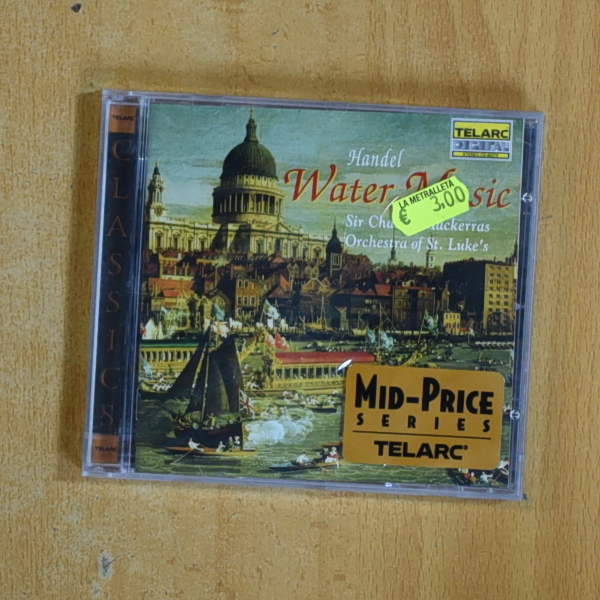 TELARC
CLASSICS
TELARC
TELARC
DIGITAL
Handel
Water Music
LA METRALLETA
€ 3,00
Sir Charles Mackerras
Orchestra of St. Luke's
MID-PRICE
SERIES
TELARC